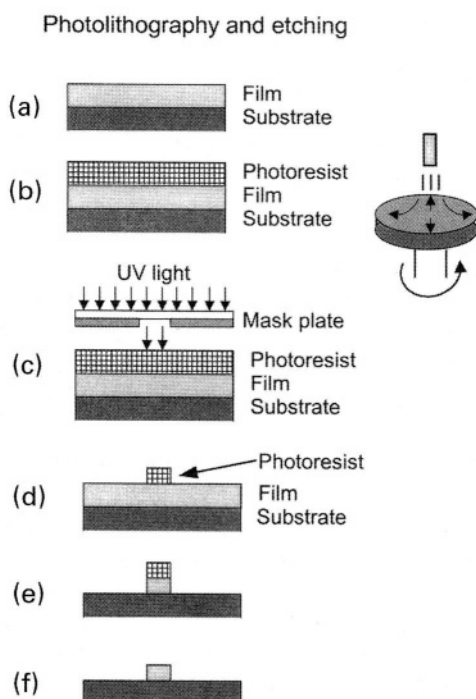 Photolithography and etching
(a)
Film
Substrate
(b)
Photoresist
Film
Substrate
UV light
Mask plate
(c)
Photoresist
Film
Substrate
(d)
Photoresist
Film
Substrate
(e)
(f)